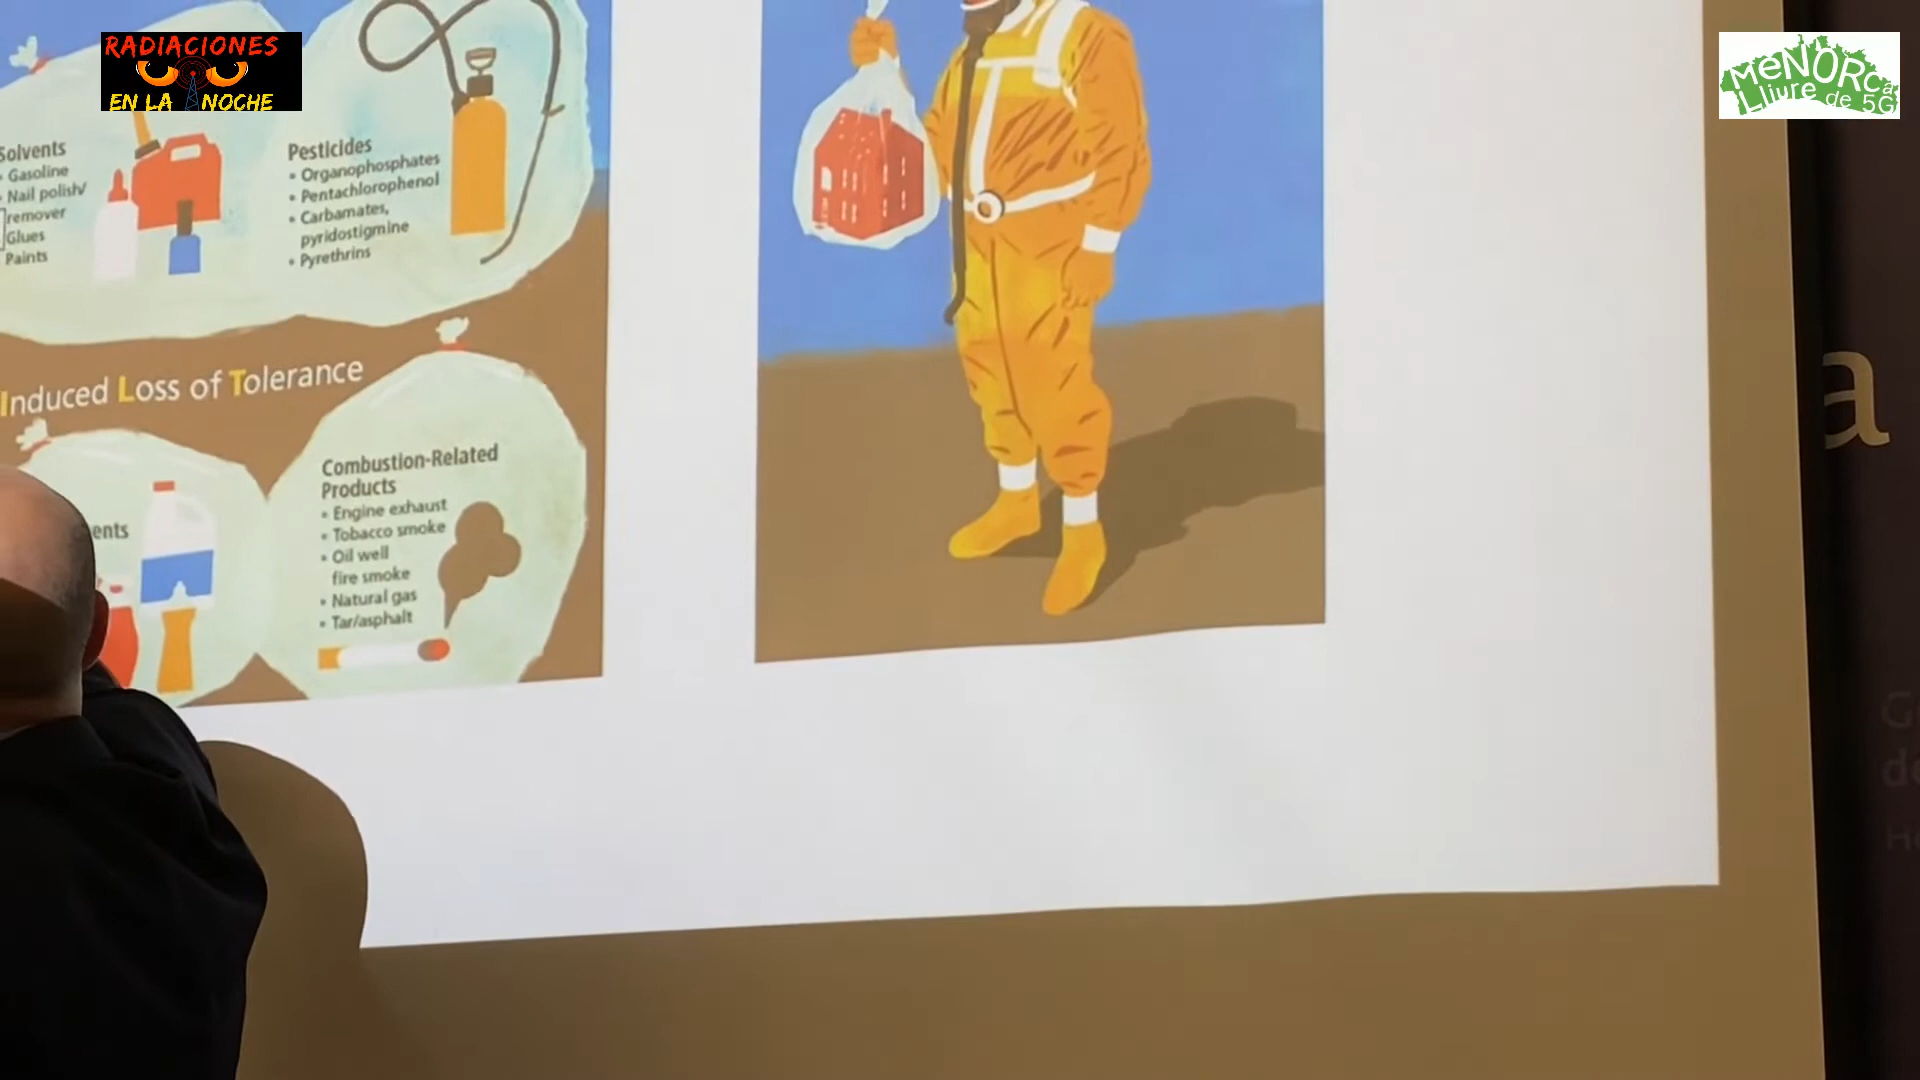 RADIACIONES
EN LA NOCHE
MeNORCa
Lliure de 5G
Solvents
• Gasoline
• Nail polish/
remover
Glues
Paints
Pesticides
• Organophosphates
• Pentachlorophenol
• Carbamates,
pyridostigmine
• Pyrethrins
Induced Loss of Tolerance
ents
Combustion-Related
Products
• Engine exhaust
• Tobacco smoke
• Oil well
fire smoke
• Natural gas
• Tar/asphalt
a